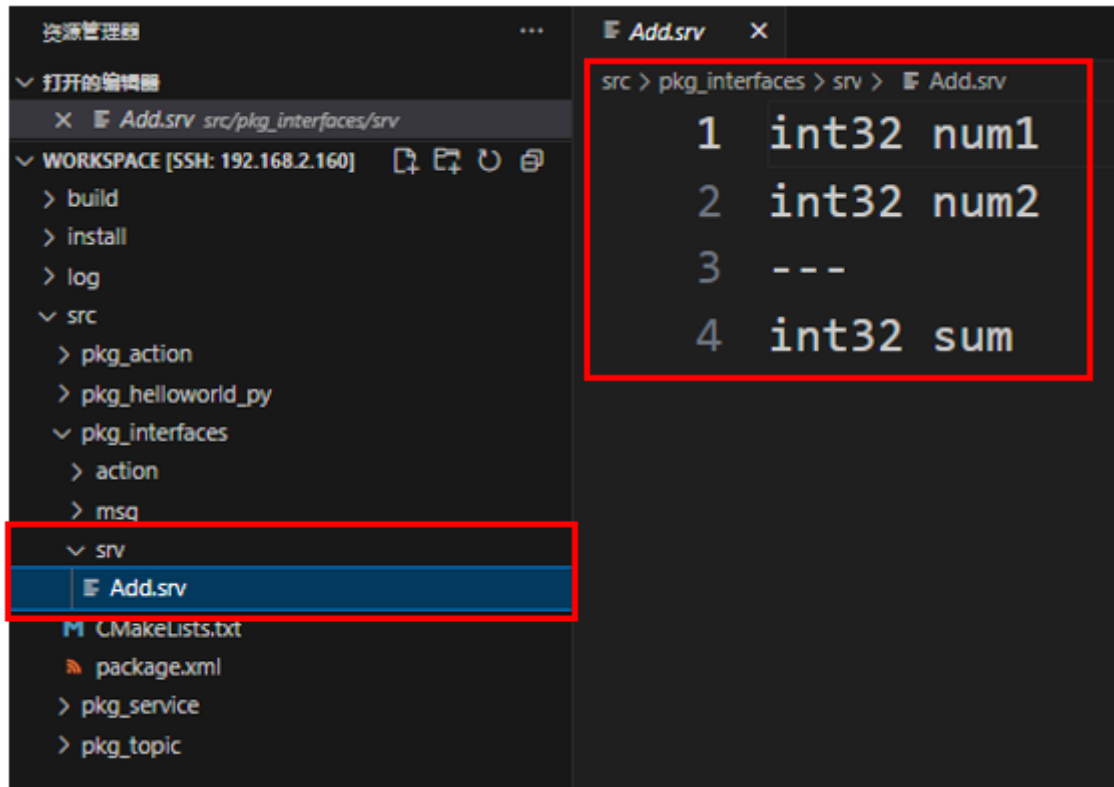 资源管理器 ···
打开的编辑器
Add.srv src/pkg_interfaces/srv
WORKSPACE [SSH: 192.168.2.160]
build
install
log
src
pkg_action
pkg_helloworld_py
pkg_interfaces
action
msg
srv
Add.srv
CMakeLists.txt
package.xml
pkg_service
pkg_topic
Add.srv
src > pkg_interfaces > srv > Add.srv
1 int32 num1
2 int32 num2
3 ---
4 int32 sum